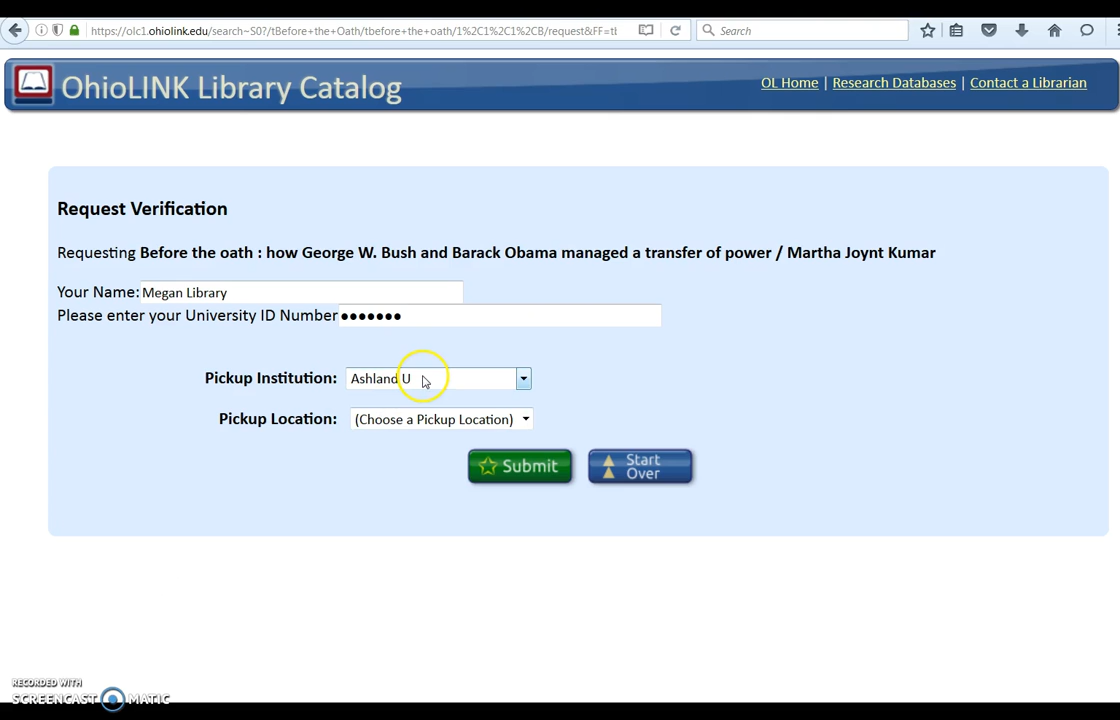 https://olc1.ohiolink.edu/search~S0?/tBefore+the+Oath/tbefore+the+oath/1%2C1%2C1%2CB/request&FF=tl
Search
OhioLINK Library Catalog
OL Home | Research Databases | Contact a Librarian
Request Verification
Requesting Before the oath : how George W. Bush and Barack Obama managed a transfer of power / Martha Joynt Kumar
Your Name: Megan Library
Please enter your University ID Number ●●●●●●●
Pickup Institution: Ashland U
Pickup Location: (Choose a Pickup Location)
Submit
Start Over
RECORDED WITH
SCREENCAST MATIC